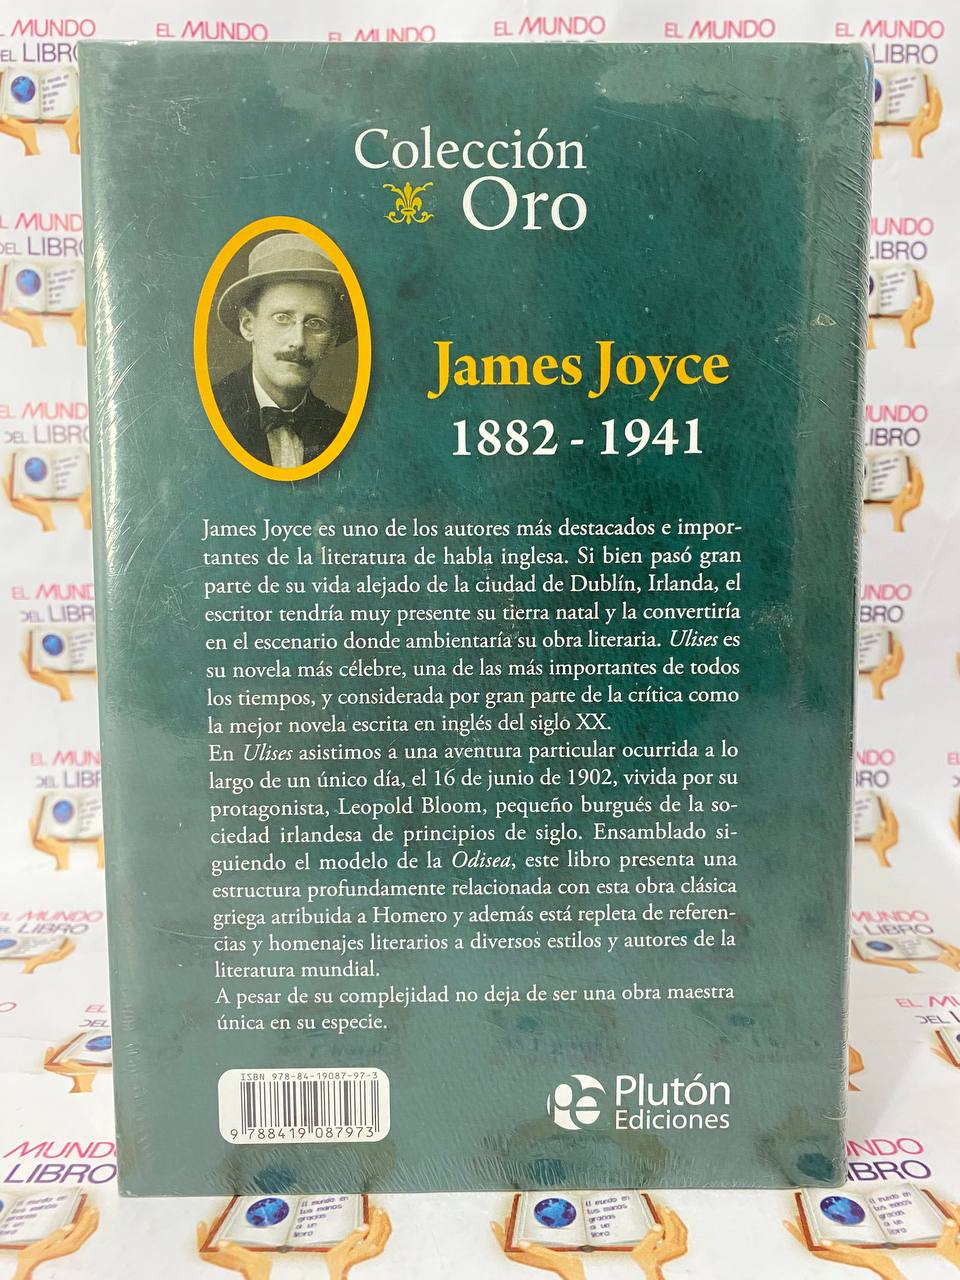 Colección
Oro
James Joyce
1882 - 1941
James Joyce es uno de los autores más destacados e impor-
tantes de la literatura de habla inglesa. Si bien pasó gran
parte de su vida alejado de la ciudad de Dublín, Irlanda, el
escritor tendría muy presente su tierra natal y la convertiría
en el escenario donde ambientaría su obra literaria. Ulises es
su novela más célebre, una de las más importantes de todos
los tiempos, y considerada por gran parte de la crítica como
la mejor novela escrita en inglés del siglo XX.
En Ulises asistimos a una aventura particular ocurrida a lo
largo de un único día, el 16 de junio de 1902, vivida por su
protagonista, Leopold Bloom, pequeño burgués de la so-
ciedad irlandesa de principios de siglo. Ensamblado si-
guiendo el modelo de la Odisea, este libro presenta una
estructura profundamente relacionada con esta obra clásica
griega atribuida a Homero y además está repleta de referen-
cias y homenajes literarios a diversos estilos y autores de la
literatura mundial.
A pesar de su complejidad no deja de ser una obra maestra
única en su especie.
ISBN 978-84-19087-97-3
9 788419 087973
Plutón
Ediciones
EL MUNDO
DEL LIBRO
El mundo en
tus manos
gracias
a un
libro